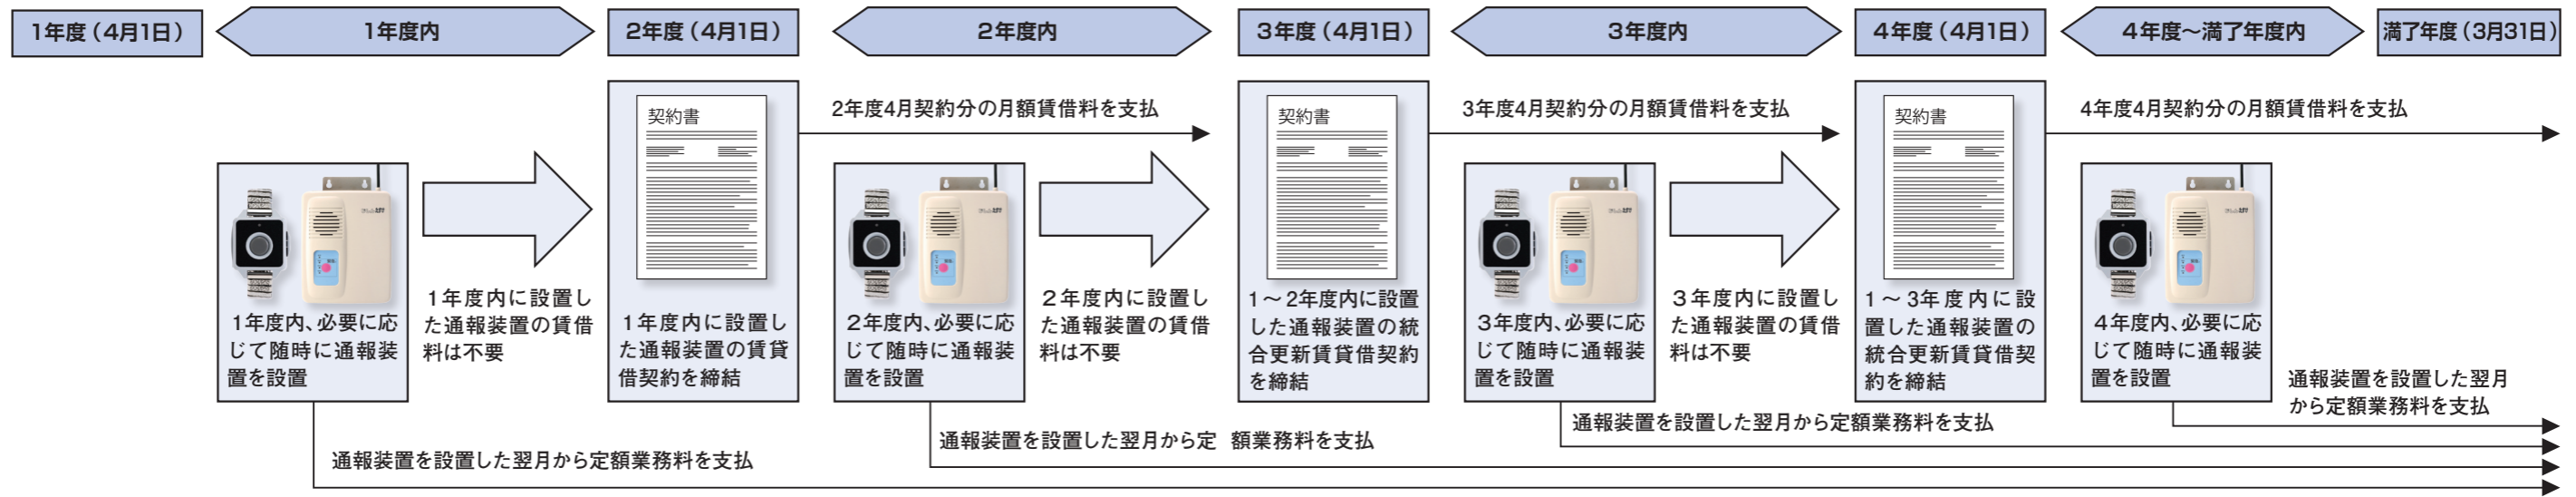 1年度（4月1日）
1年度内
2年度（4月1日）
2年度内
3年度（4月1日）
3年度内
4年度（4月1日）
4年度～満了年度内
満了年度（3月31日）
1年度内、必要に応
じて随時に通報装
置を設置
1年度内に設置し
た通報装置の賃借
料は不要
契約書
1年度内に設置し
た通報装置の賃貸
借契約を締結
2年度4月契約分の月額賃借料を支払
2年度内、必要に応
じて随時に通報装
置を設置
2年度内に設置し
た通報装置の賃借
料は不要
契約書
1～2年度内に設置
した通報装置の統
合更新賃貸借契約
を締結
3年度4月契約分の月額賃借料を支払
3年度内、必要に応
じて随時に通報装
置を設置
3年度内に設置し
た通報装置の賃借
料は不要
契約書
1～3年度内に設
置した通報装置の
統合更新賃貸借契
約を締結
4年度4月契約分の月額賃借料を支払
4年度内、必要に応
じて随時に通報装
置を設置
通報装置を設置した翌月
から定額業務料を支払
通報装置を設置した翌月から定額業務料を支払
通報装置を設置した翌月から定 額業務料を支払
通報装置を設置した翌月から定額業務料を支払